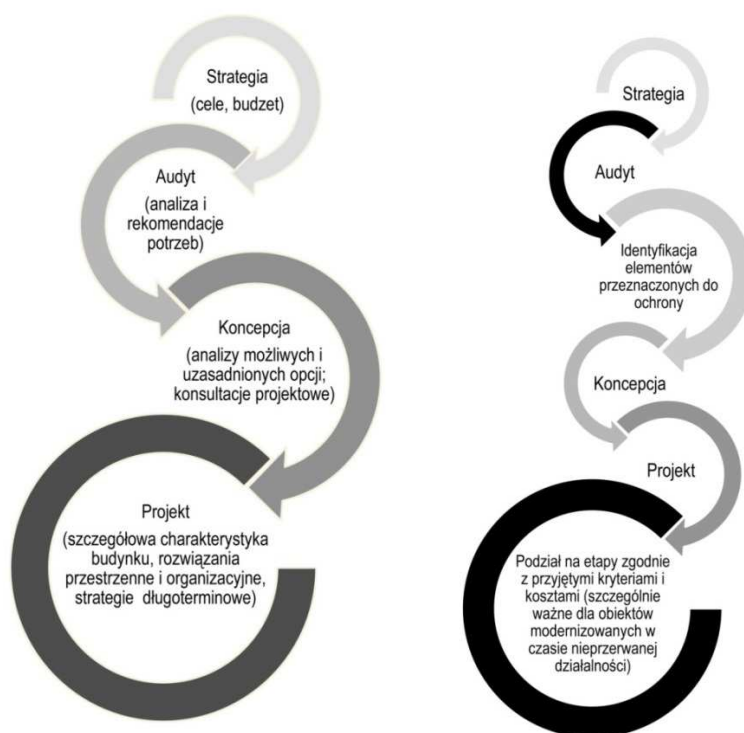 Strategia
(cele, budzet)
Audyt
(analiza i
rekomendacje
potrzeb)
Koncepcja
(analizy możliwych i
uzasadnionych opcji;
konsultacje projektowe)
Projekt
(szczegółowa charakterystyka
budynku, rozwiązania
przestrzenne i organizacyjne,
strategie długoterminowe)
Strategia
Audyt
Identyfikacja
elementów
przeznaczonych do
ochrony
Koncepcja
Projekt
Podział na etapy zgodnie
z przyjętymi kryteriami i
kosztami (szczególnie
ważne dla obiektów
modernizowanych w
czasie nieprzerwanej
działalności)